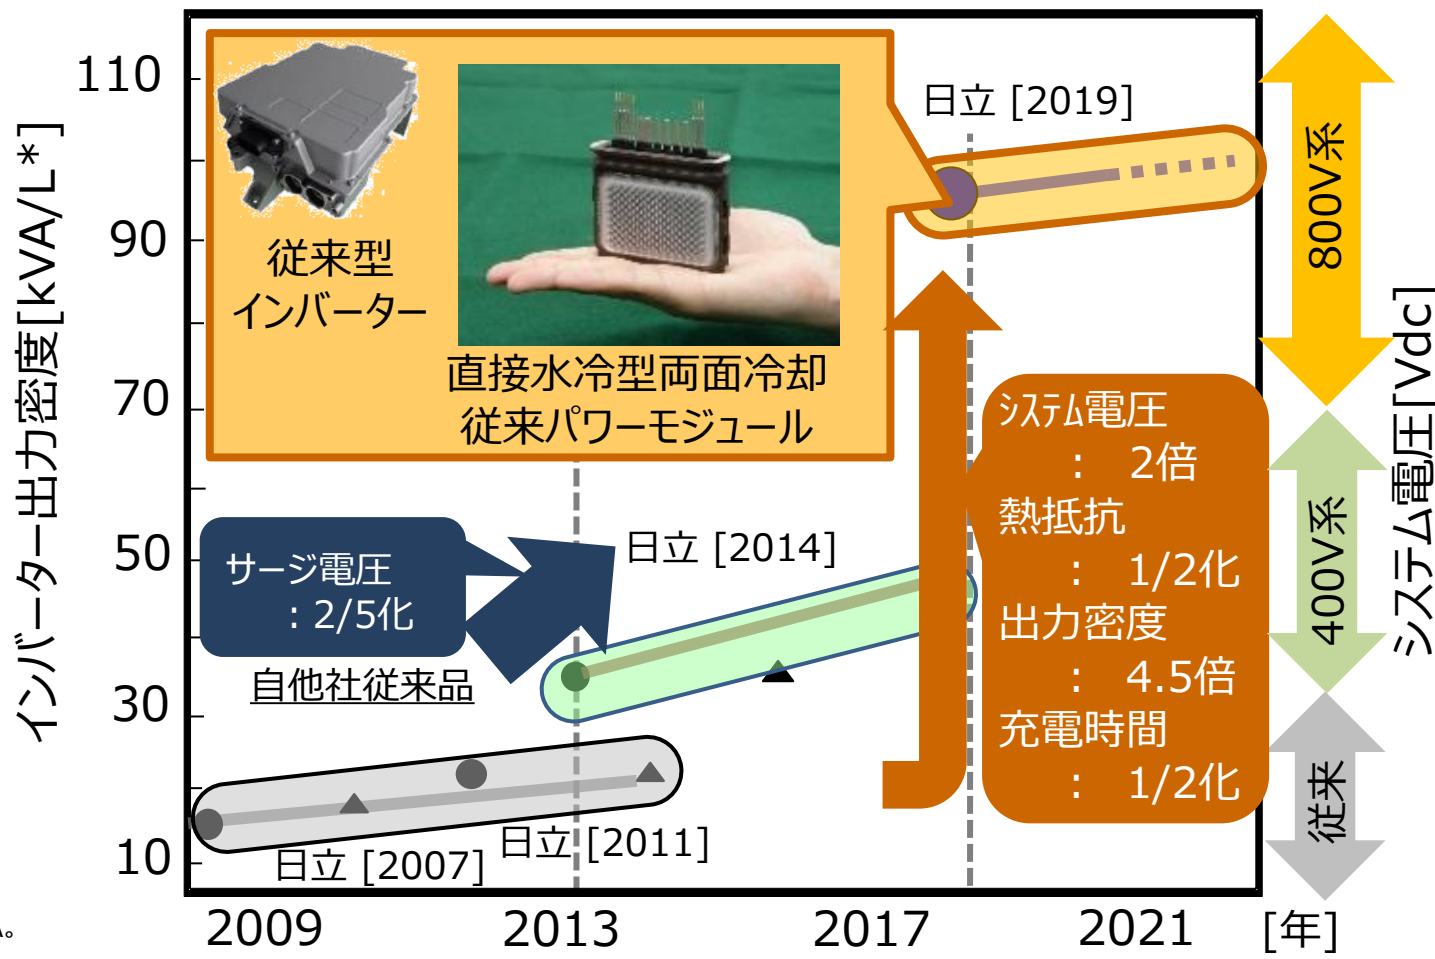 インバーター出力密度[kVA/L*]
110
90
70
50
30
10
従来型
インバーター
直接水冷型両面冷却
従来パワーモジュール
日立 [2019]
サージ電圧
：2/5化
日立 [2014]
自他社従来品
日立 [2007]
日立 [2011]
システム電圧
： 2倍
熱抵抗
： 1/2化
出力密度
： 4.5倍
充電時間
： 1/2化
800V系
400V系
従来
システム電圧[Vdc]
2009
2013
2017
2021
[年]